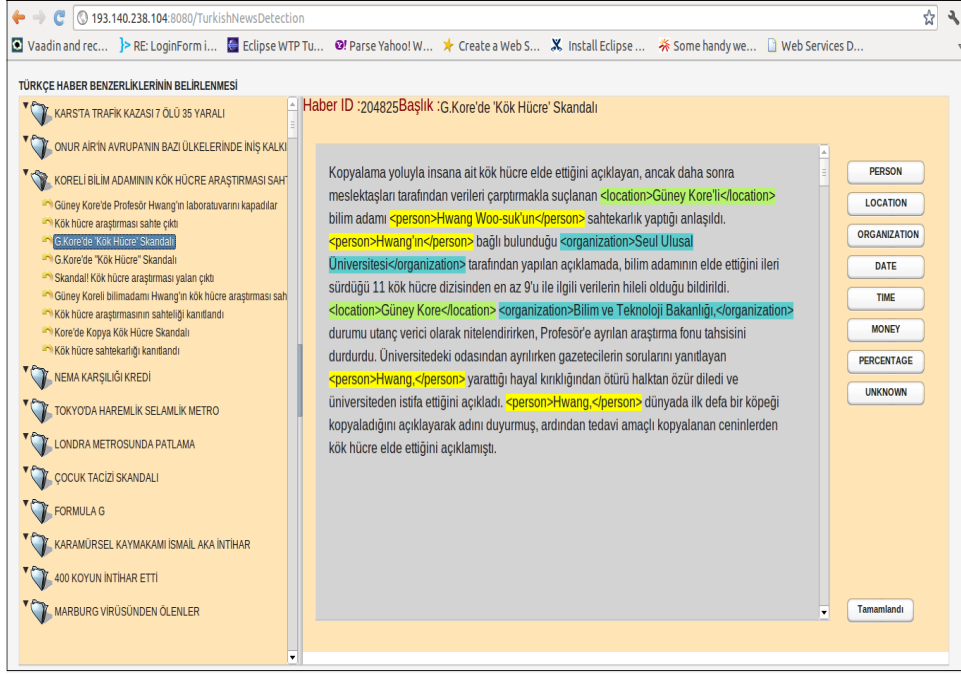 193.140.238.104:8080/TurkishNewsDetection
Vaadin and rec... RE: LoginForm i... Eclipse WTP Tu... Parse Yahoo! W... Create a Web S... Install Eclipse ... Some handy we... Web Services D...
TÜRKÇE HABER BENZERLİKLERİNİN BELİRLENMESİ
KARS'TA TRAFİK KAZASI 7 ÖLÜ 35 YARALI
ONUR AİR'İN AVRUPA'NIN BAZI ÜLKELERİNDE İNİŞ KALKI
KORELİ BİLİM ADAMININ KÖK HÜCRE ARAŞTIRMASI SAHT
Güney Kore'de Profesör Hwang'ın laboratuvarını kapadılar
Kök hücre araştırması sahte çıktı
G.Kore'de 'Kök Hücre' Skandalı
G.Kore'de "Kök Hücre" Skandalı
Skandal! Kök hücre araştırması yalan çıktı
Güney Koreli bilimadamı Hwang'ın kök hücre araştırması sah
Kök hücre araştırmasının sahteliği kanıtlandı
Kore'de Kopya Kök Hücre Skandalı
Kök hücre sahtekarlığı kanıtlandı
NEMA KARŞILIĞI KREDİ
TOKYO'DA HAREMLİK SELAMLIK METRO
LONDRA METROSUNDA PATLAMA
ÇOCUK TACİZİ SKANDALI
FORMULA G
KARAMÜRSEL KAYMAKAMI İSMAİL AKA İNTİHAR
400 KOYUN İNTİHAR ETTİ
MARBURG VİRÜSÜNDEN ÖLENLER
Haber ID :204825Başlık :G.Kore'de 'Kök Hücre' Skandalı
Kopyalama yoluyla insana ait kök hücre elde ettiğini açıklayan, ancak daha sonra
meslektaşları tarafından verileri çarptırmakla suçlanan <location>Güney Kore'li</location>
bilim adamı <person>Hwang Woo-suk'un</person> sahtekarlık yaptığı anlaşıldı.
<person>Hwang'ın</person> bağlı bulunduğu <organization>Seul Ulusal
Üniversitesi</organization> tarafından yapılan açıklamada, bilim adamının elde ettiğini ileri
sürdüğü 11 kök hücre dizisinden en az 9'u ile ilgili verilerin hileli olduğu bildirildi.
<location>Güney Kore</location> <organization>Bilim ve Teknoloji Bakanlığı,</organization>
durumu utanç verici olarak nitelendirirken, Profesör'e ayrılan araştırma fonu tahsisini
durdurdu. Üniversitedeki odasından ayrılırken gazetecilerin sorularını yanıtlayan
<person>Hwang,</person> yarattığı hayal kırıklığından ötürü halktan özür diledi ve
üniversiteden istifa ettiğini açıkladı. <person>Hwang,</person> dünyada ilk defa bir köpeği
kopyaladığını açıklayarak adını duyurmuş, ardından tedavi amaçlı kopyalanan ceninlerden
kök hücre elde ettiğini açıklamıştı.
PERSON
LOCATION
ORGANIZATION
DATE
TIME
MONEY
PERCENTAGE
UNKNOWN
Tamamlandı